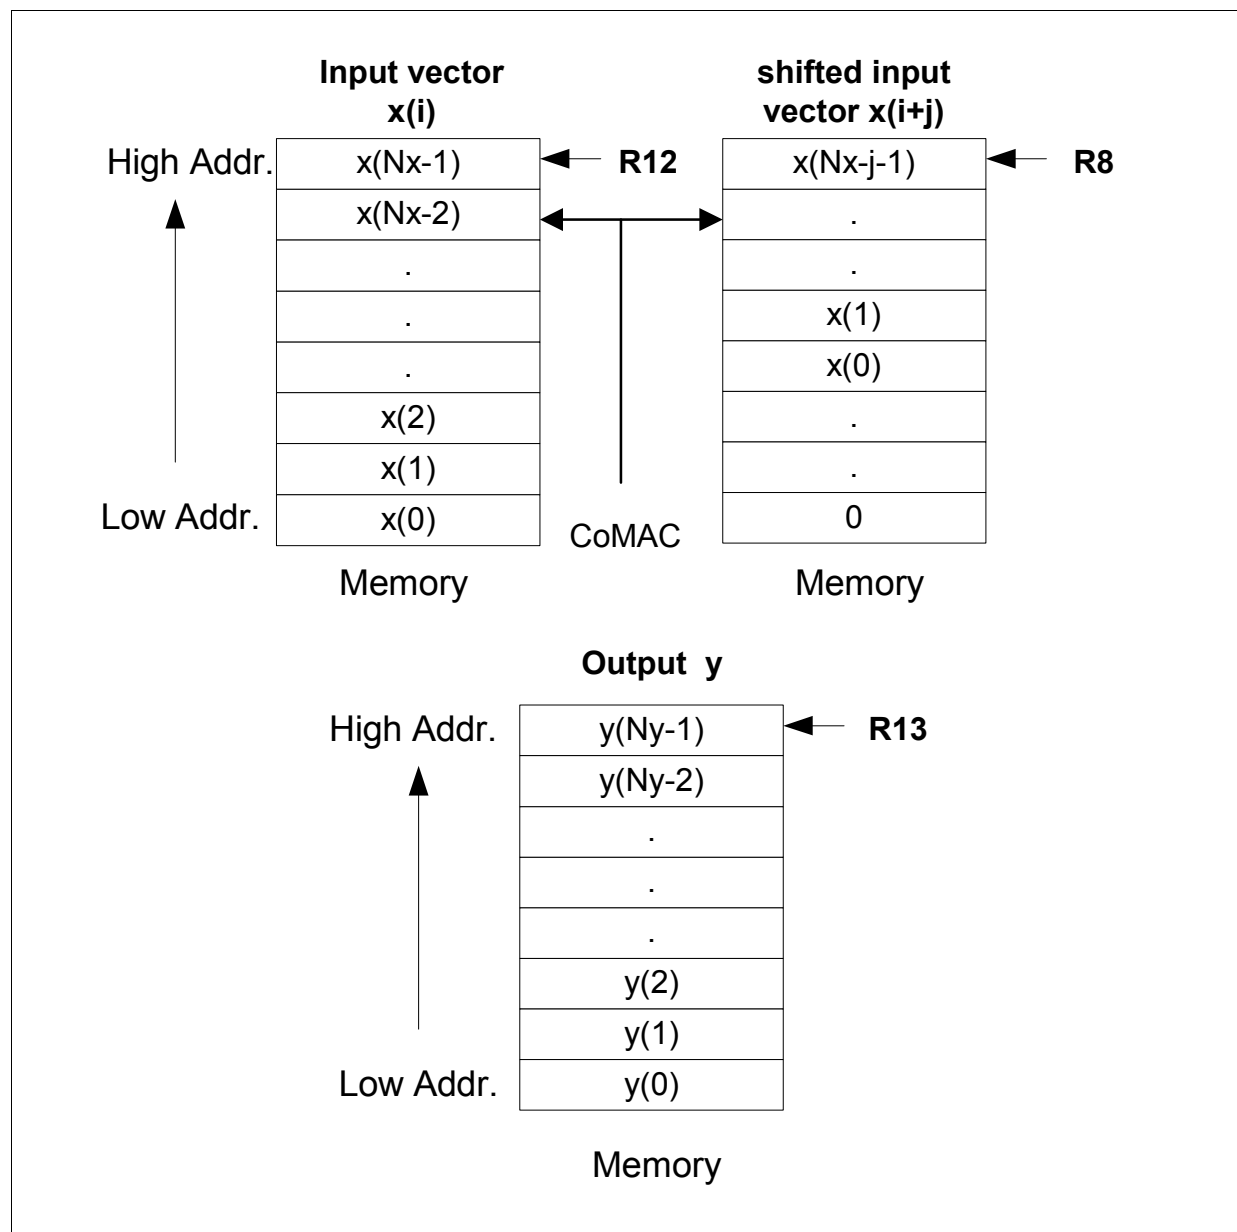 Input vector
x(i)
shifted input
vector x(i+j)
High Addr.
x(Nx-1)
R12
x(Nx-j-1)
R8
x(Nx-2)
.
.
.
.
.
x(1)
x(0)
x(2)
.
x(1)
.
Low Addr.
x(0)
CoMAC
0
Memory
Memory
Output y
High Addr.
y(Ny-1)
R13
y(Ny-2)
.
.
.
y(2)
y(1)
Low Addr.
y(0)
Memory